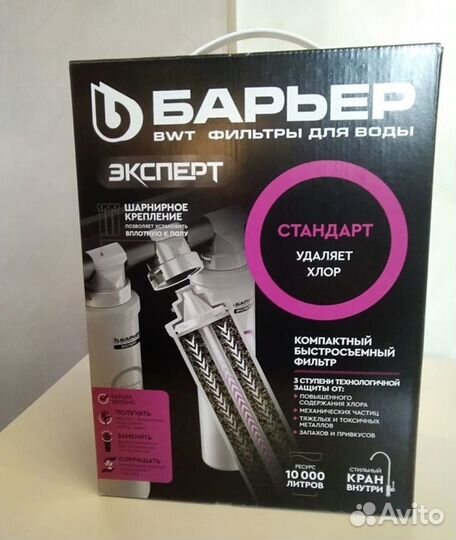 БАРЬЕР
BWT ФИЛЬТРЫ ДЛЯ ВОДЫ
ЭКСПЕРТ
ШАРНИРНОЕ
КРЕПЛЕНИЕ
ПОЗВОЛЯЕТ УСТАНОВИТЬ
ВПЛОТНУЮ К ПОЛУ
СТАНДАРТ
УДАЛЯЕТ
ХЛОР
БАРЬЕР
КОМПАКТНЫЙ
БЫСТРОСЪЕМНЫЙ
ФИЛЬТР
3 СТУПЕНИ ТЕХНОЛОГИЧНОЙ
ЗАЩИТЫ ОТ:
ПОВЫШЕННОГО
СОДЕРЖАНИЯ ХЛОРА
МЕХАНИЧЕСКИХ ЧАСТИЦ
ТЯЖЕЛЫХ И ТОКСИЧНЫХ
МЕТАЛЛОВ
ЗАПАХОВ И ПРИВКУСОВ
БАРЬЕР
ПОЛУЧАТЬ
ЗАМЕНЯТЬ
СОКРАЩАТЬ
РЕСУРС
10 000
ЛИТРОВ
СТИЛЬНЫЙ
КРАН
ВНУТРИ
Avito